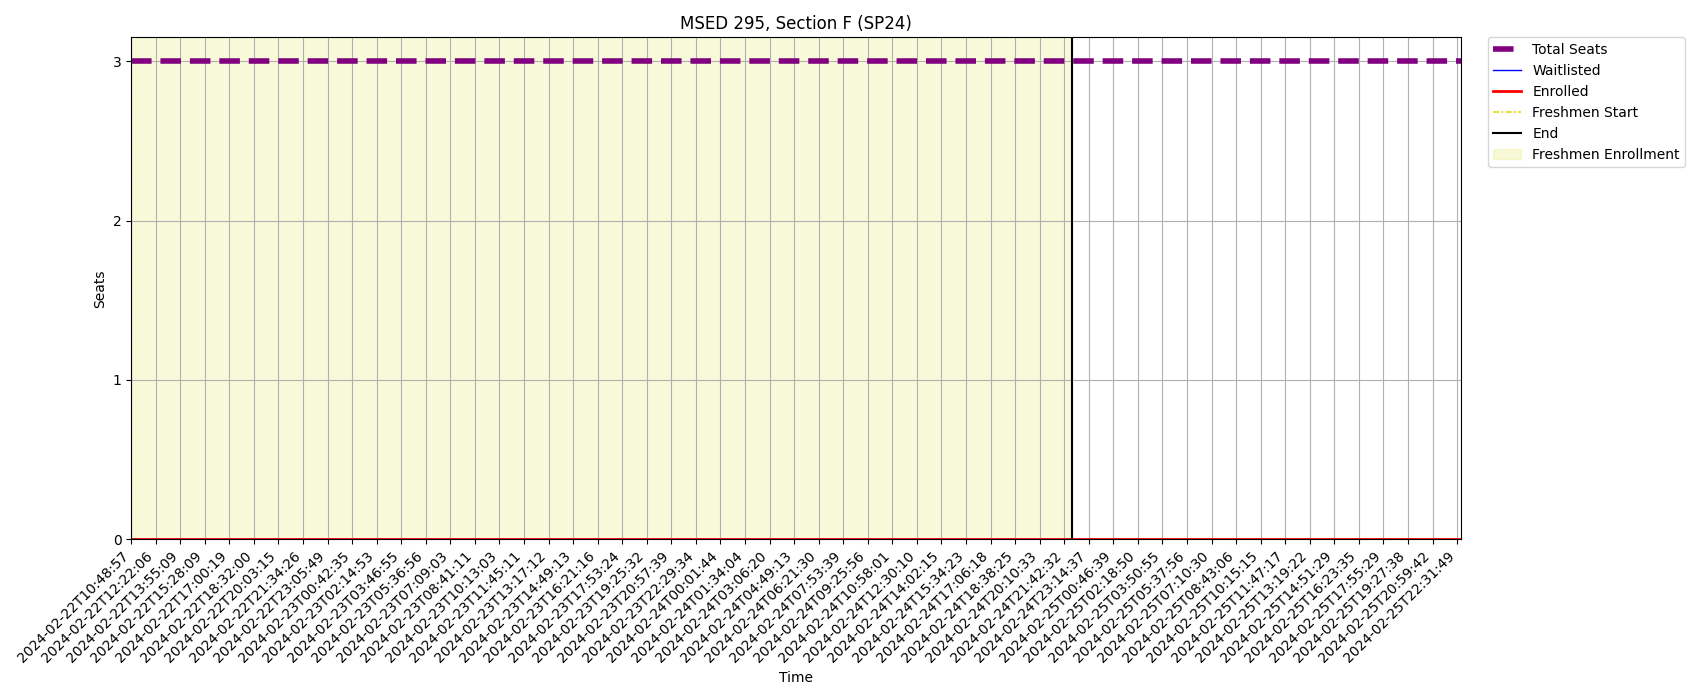 MSED 295, Section F (SP24)
Total Seats
Waitlisted
Enrolled
Freshmen Start
End
Freshmen Enrollment
Seats
3
2
1
0
2024-02-22T10:48:57
2024-02-22T12:22:06
2024-02-22T13:55:09
2024-02-22T15:28:09
2024-02-22T17:00:19
2024-02-22T18:32:00
2024-02-22T20:03:15
2024-02-22T21:34:26
2024-02-22T23:05:49
2024-02-23T00:42:35
2024-02-23T02:14:53
2024-02-23T03:46:55
2024-02-23T05:36:56
2024-02-23T07:09:03
2024-02-23T08:41:11
2024-02-23T10:13:03
2024-02-23T11:45:11
2024-02-23T13:17:12
2024-02-23T14:49:13
2024-02-23T16:21:16
2024-02-23T17:53:24
2024-02-23T19:25:32
2024-02-23T20:57:39
2024-02-23T22:29:34
2024-02-24T00:01:44
2024-02-24T01:34:04
2024-02-24T03:06:20
2024-02-24T04:49:13
2024-02-24T06:21:30
2024-02-24T07:53:39
2024-02-24T09:25:56
2024-02-24T10:58:01
2024-02-24T12:30:10
2024-02-24T14:02:15
2024-02-24T15:34:23
2024-02-24T17:06:18
2024-02-24T18:38:25
2024-02-24T20:10:33
2024-02-24T21:42:32
2024-02-24T23:14:37
2024-02-25T00:46:39
2024-02-25T02:18:50
2024-02-25T03:50:55
2024-02-25T05:37:56
2024-02-25T07:10:30
2024-02-25T08:43:06
2024-02-25T10:15:15
2024-02-25T11:47:17
2024-02-25T13:19:22
2024-02-25T14:51:29
2024-02-25T16:23:35
2024-02-25T17:55:29
2024-02-25T19:27:38
2024-02-25T20:59:42
2024-02-25T22:31:49
Time